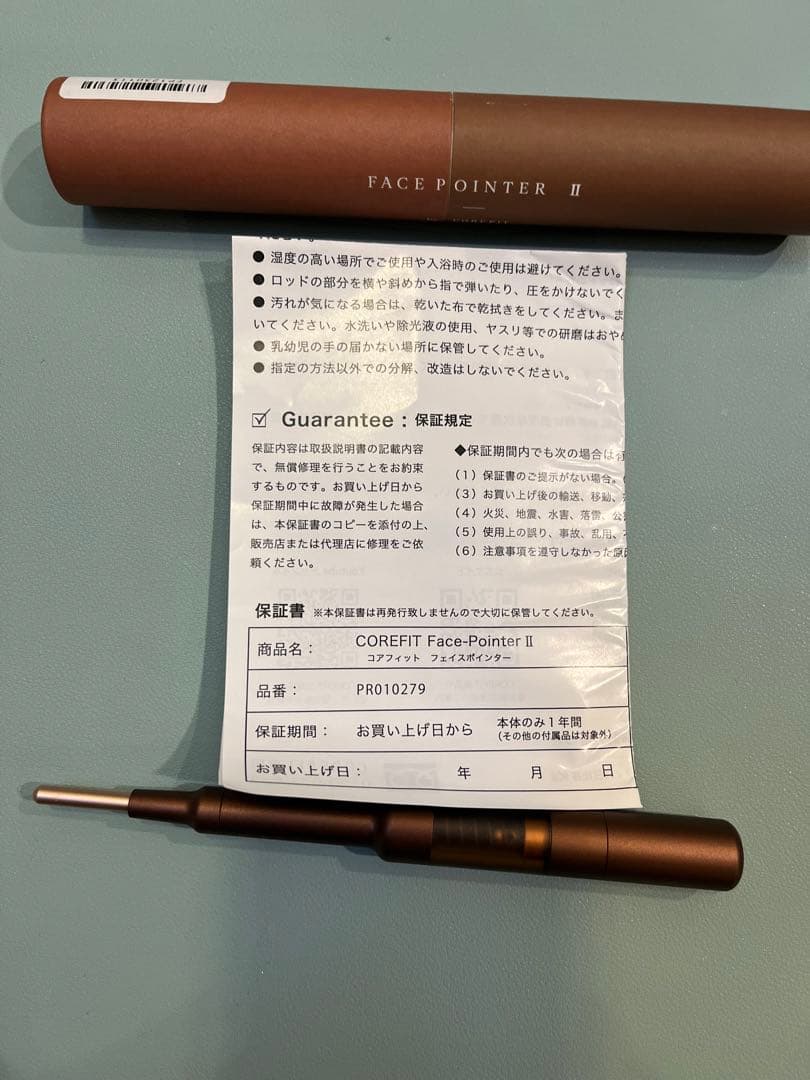 FACE POINTER Ⅱ
● 湿度の高い場所でご使用や入浴時のご使用は避けてください。
● ロッドの部分を横や斜めから指で弾いたり、圧をかけないでく
● 汚れが気になる場合は、乾いた布で乾拭きをしてください。ま
いてください。水洗いや除光液の使用、ヤスリ等での研磨はおやめ
● 乳幼児の手の届かない場所に保管してください。
● 指定の方法以外での分解、改造はしないでください。
☑ Guarantee : 保証規定
保証内容は取扱説明書の記載内容
で、無償修理を行うことをお約束
するものです。お買い上げ日から
保証期間中に故障が発生した場合
は、本保証書のコピーを添付の上、
販売店または代理店に修理をご依
頼ください。
◆保証期間内でも次の場合は
(1) 保証書のご提示がない場合。
(3) お買い上げ後の輸送、移動、
(4) 火災、地震、水害、落雷、
(5) 使用上の誤り、事故、乱用、
(6) 注意事項を遵守しなかった原
保証書 ※本保証書は再発行致しませんので大切に保管してください。
商品名： COREFIT Face-Pointer Ⅱ
コアフィット フェイスポインター
品番： PR010279
保証期間： お買い上げ日から 本体のみ１年間
(その他の付属品は対象外)
お買い上げ日： 年 月 日